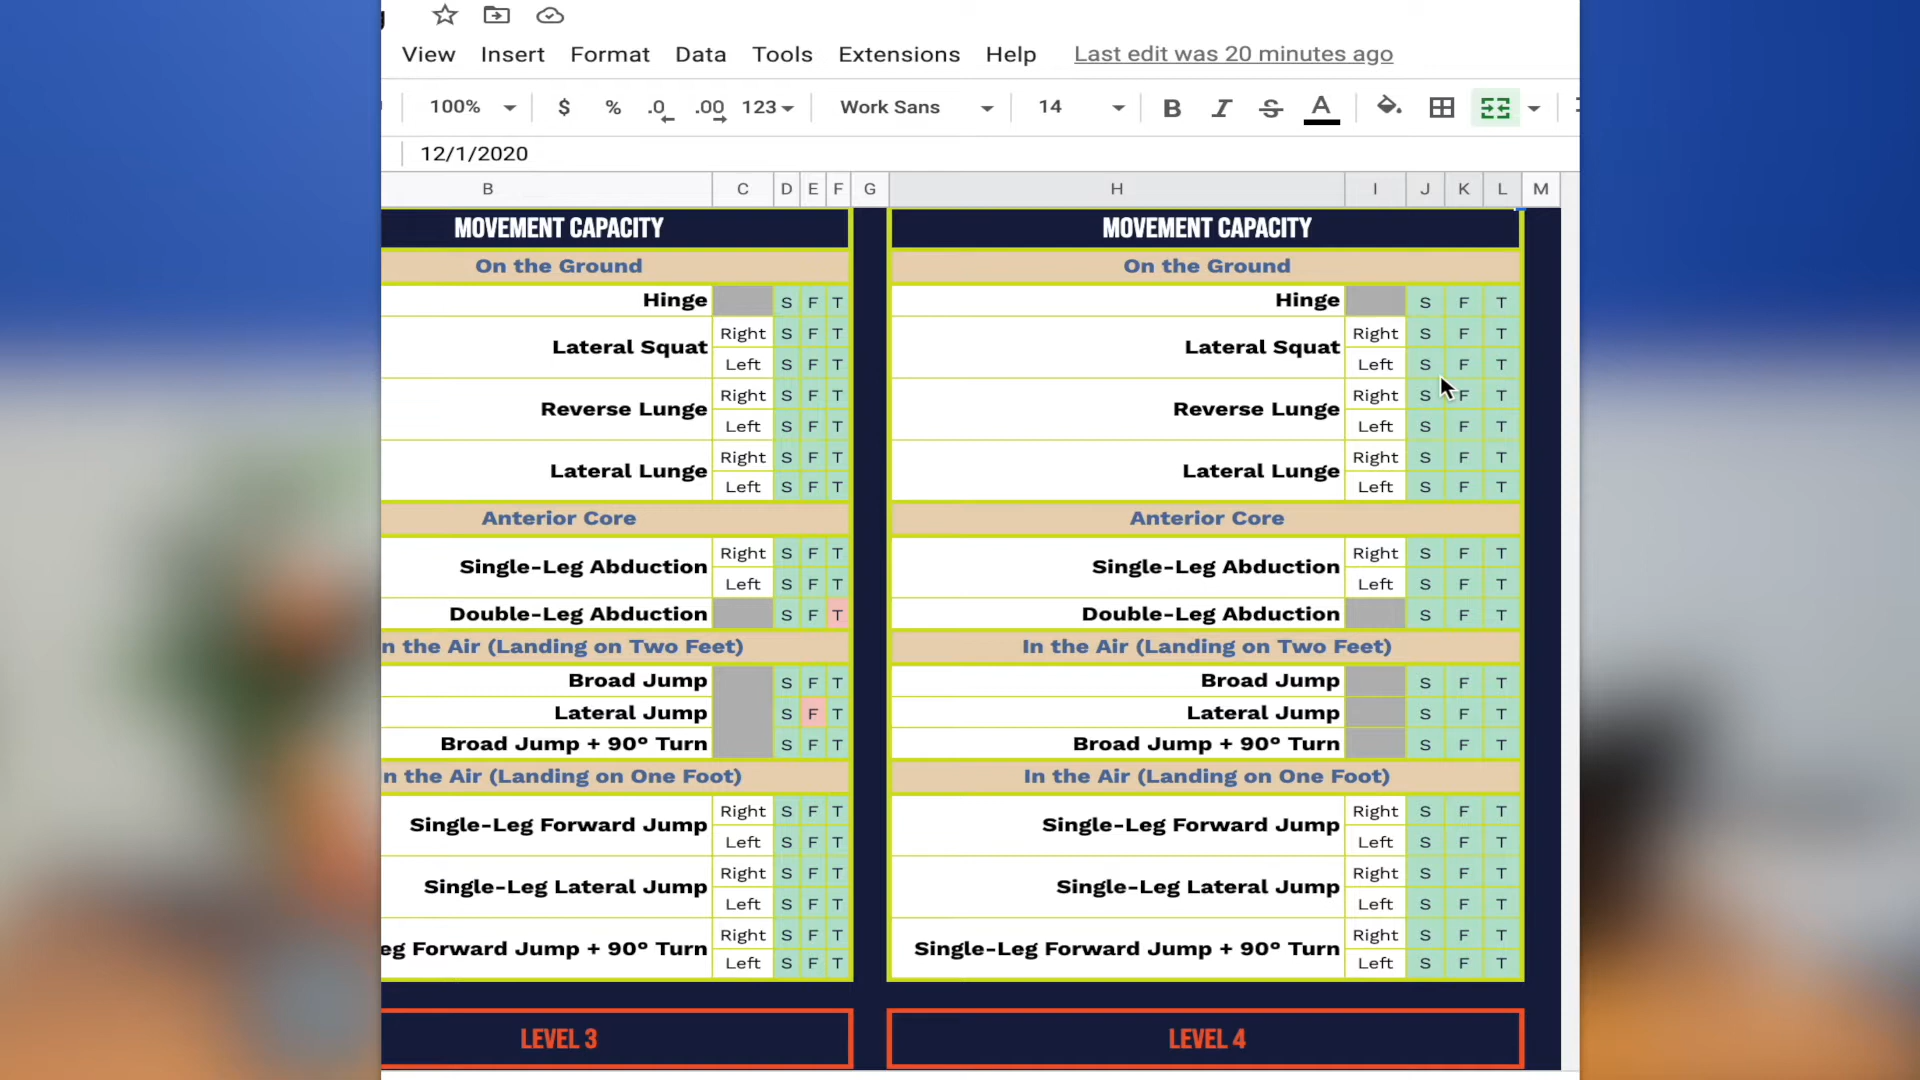 View Insert Format Data Tools Extensions Help Last edit was 20 minutes ago
100% $ % .0 .00 123 Work Sans 14 B I S A
12/1/2020
B C D E F G H I J K L M
MOVEMENT CAPACITY MOVEMENT CAPACITY
On the Ground On the Ground
Hinge S F T Hinge S F T
Lateral Squat Right S F T Lateral Squat Right S F T
Left S F T Left S F T
Reverse Lunge Right S F T Reverse Lunge Right S F T
Left S F T Left S F T
Lateral Lunge Right S F T Lateral Lunge Right S F T
Left S F T Left S F T
Anterior Core Anterior Core
Single-Leg Abduction Right S F T Single-Leg Abduction Right S F T
Left S F T Left S F T
Double-Leg Abduction S F T Double-Leg Abduction S F T
n the Air (Landing on Two Feet) In the Air (Landing on Two Feet)
Broad Jump S F T Broad Jump S F T
Lateral Jump S F T Lateral Jump S F T
Broad Jump + 90° Turn S F T Broad Jump + 90° Turn S F T
n the Air (Landing on One Foot) In the Air (Landing on One Foot)
Single-Leg Forward Jump Right S F T Single-Leg Forward Jump Right S F T
Left S F T Left S F T
Single-Leg Lateral Jump Right S F T Single-Leg Lateral Jump Right S F T
Left S F T Left S F T
eg Forward Jump + 90° Turn Right S F T Single-Leg Forward Jump + 90° Turn Right S F T
Left S F T Left S F T
LEVEL 3 LEVEL 4